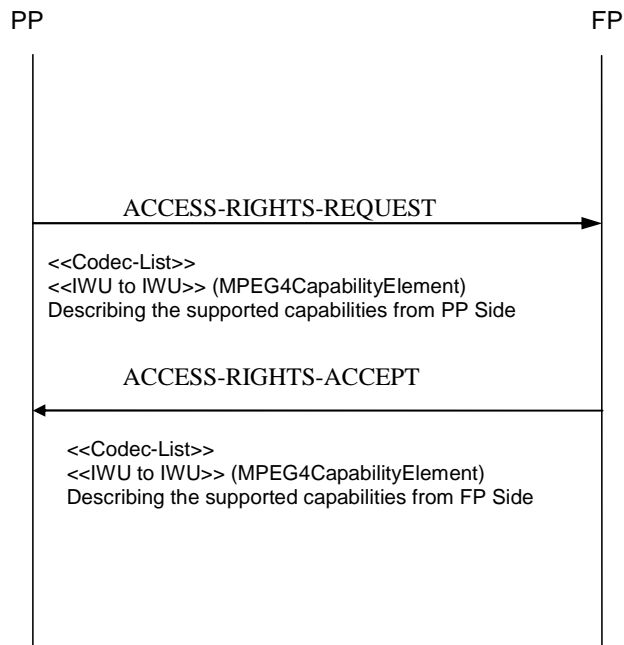 PP FP
ACCESS-RIGHTS-REQUEST
<<Codec-List>>
<<IWU to IWU>> (MPEG4CapabilityElement)
Describing the supported capabilities from PP Side
ACCESS-RIGHTS-ACCEPT
<<Codec-List>>
<<IWU to IWU>> (MPEG4CapabilityElement)
Describing the supported capabilities from FP Side